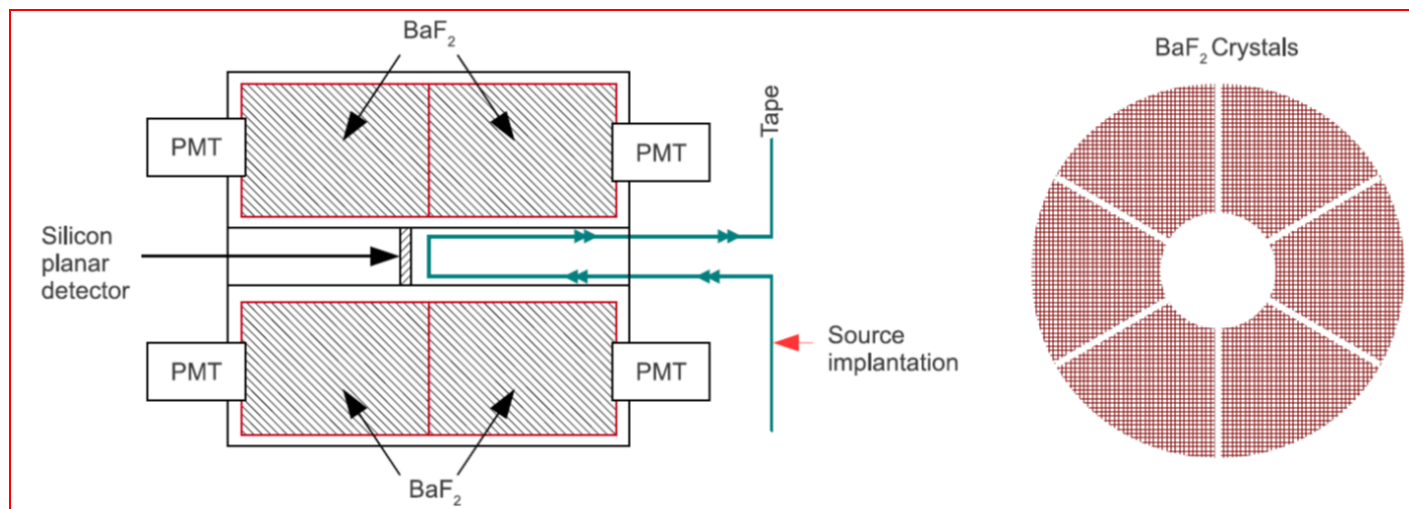 BaF₂
BaF₂ Crystals
Tape
PMT
PMT
Silicon
planar
detector
Source
implantation
PMT
PMT
BaF₂